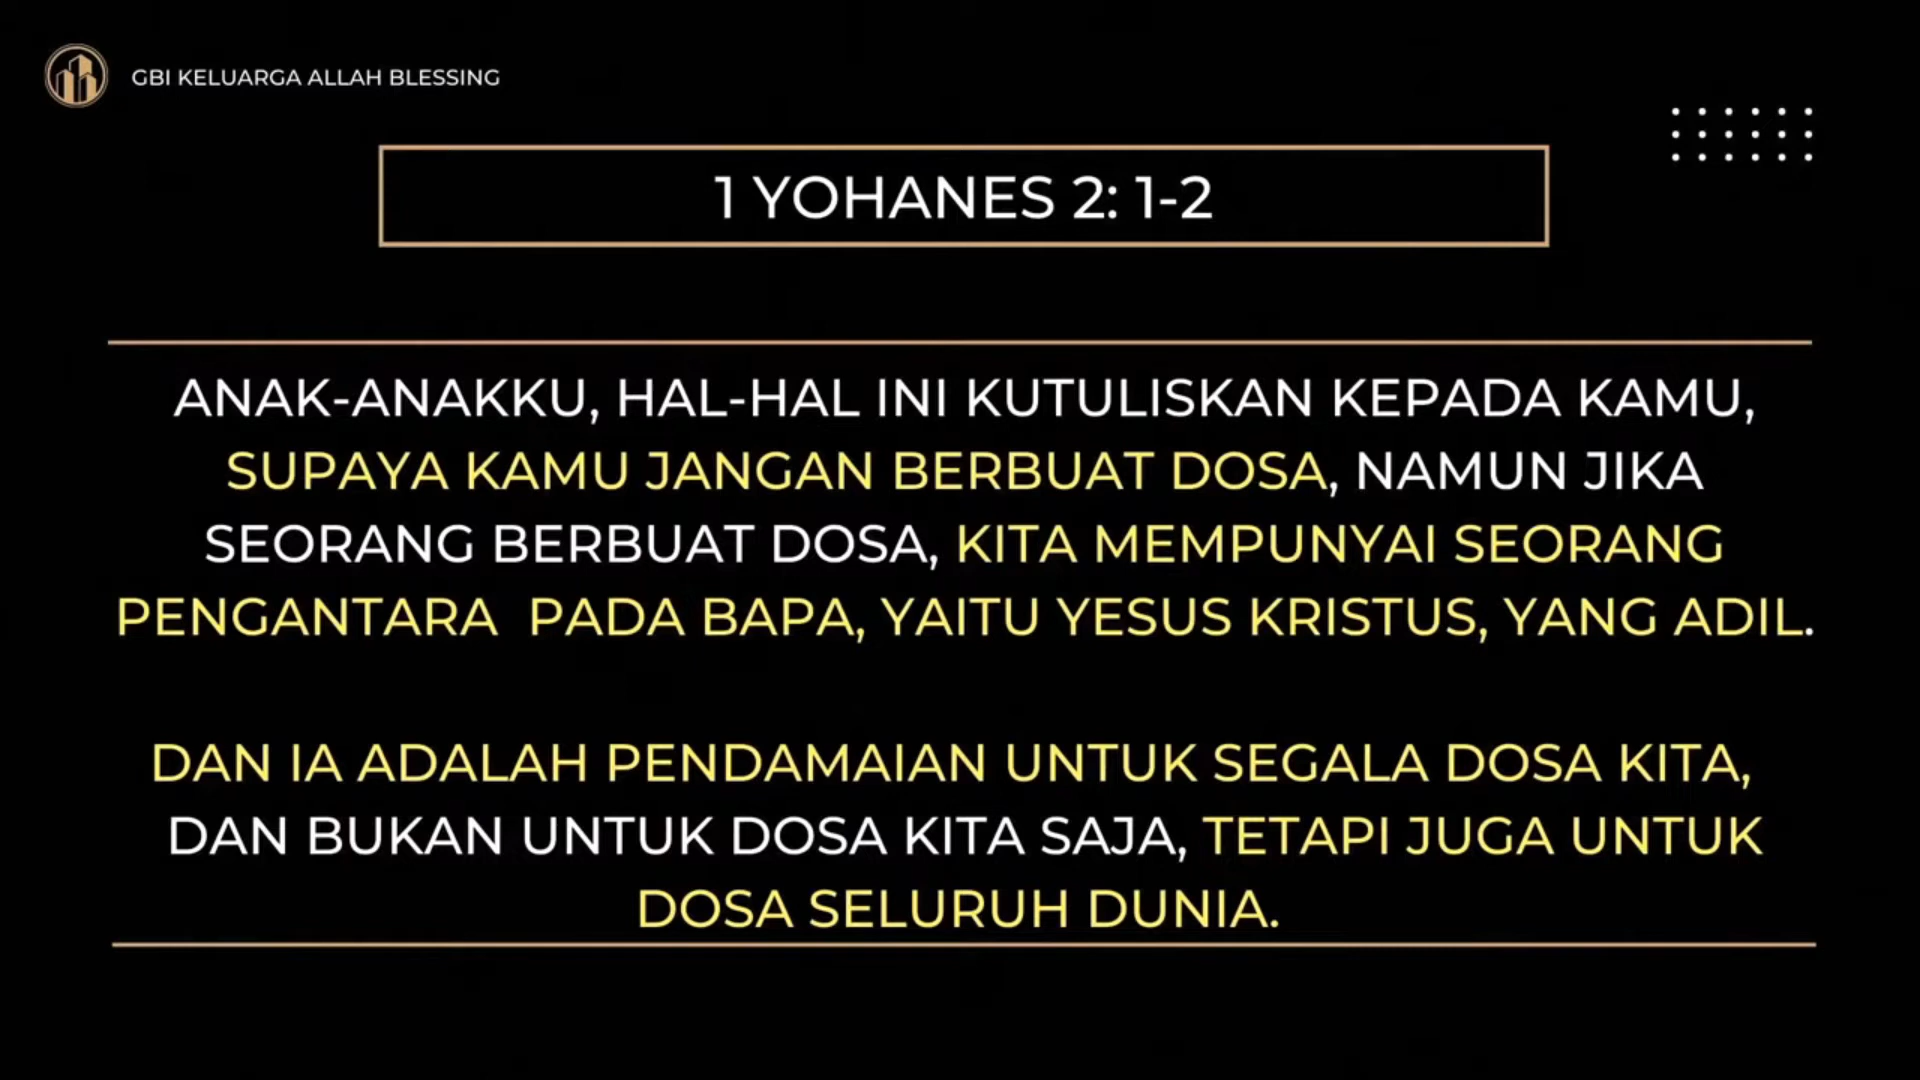 GBI KELUARGA ALLAH BLESSING
1 YOHANES 2: 1-2
ANAK-ANAKKU, HAL-HAL INI KUTULISKAN KEPADA KAMU,
SUPAYA KAMU JANGAN BERBUAT DOSA, NAMUN JIKA
SEORANG BERBUAT DOSA, KITA MEMPUNYAI SEORANG
PENGANTARA  PADA BAPA, YAITU YESUS KRISTUS, YANG ADIL.
DAN IA ADALAH PENDAMAIAN UNTUK SEGALA DOSA KITA,
DAN BUKAN UNTUK DOSA KITA SAJA, TETAPI JUGA UNTUK
DOSA SELURUH DUNIA.